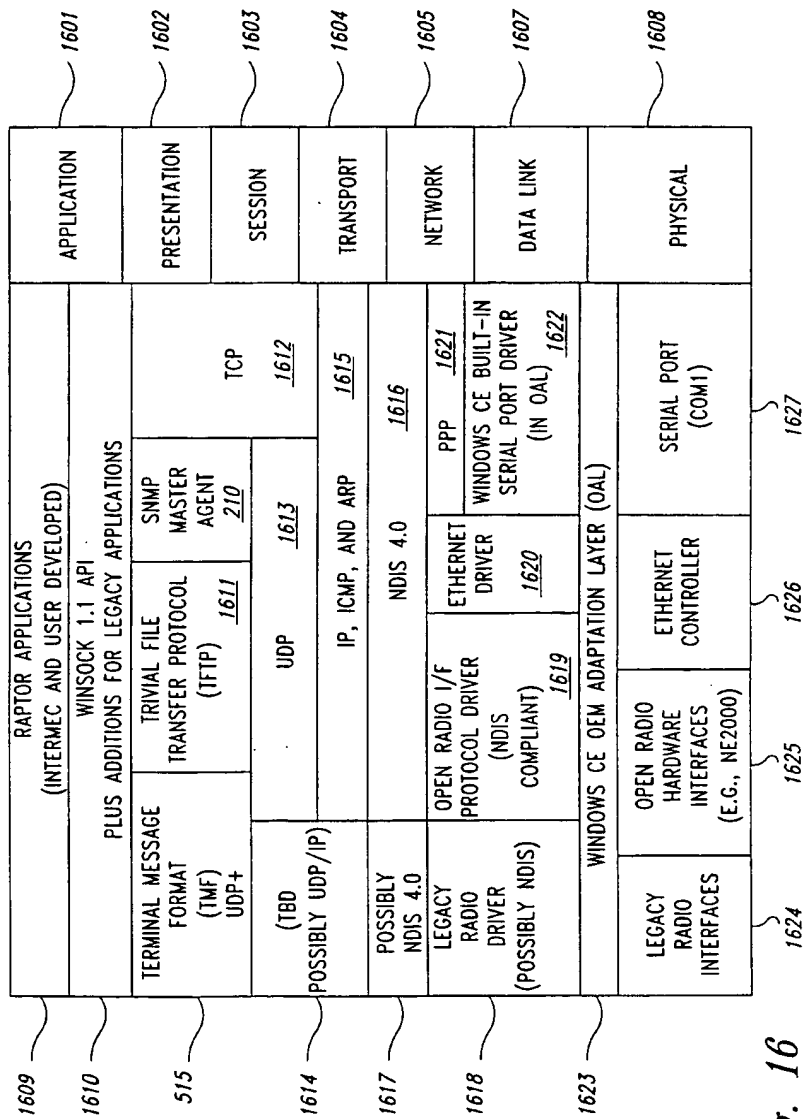 RAPTOR APPLICATIONS
(INTERMEC AND USER DEVELOPED)
1609
APPLICATION
1601
WINSOCK 1.1 API
PLUS ADDITIONS FOR LEGACY APPLICATIONS
1610
PRESENTATION
1602
TERMINAL MESSAGE
FORMAT
(TMF)
UDP+
515
TRIVIAL FILE
TRANSFER PROTOCOL
(TFTP)
1611
SNMP
MASTER
AGENT
210
TCP
1612
SESSION
1603
(TBD
POSSIBLY UDP/IP)
1614
UDP
1613
IP, ICMP, AND ARP
1615
TRANSPORT
1604
POSSIBLY
NDIS 4.0
1617
NDIS 4.0
1616
NETWORK
1605
LEGACY
RADIO
DRIVER
(POSSIBLY NDIS)
1618
OPEN RADIO I/F
PROTOCOL DRIVER
(NDIS
COMPLIANT)
1619
ETHERNET
DRIVER
1620
PPP
1621
WINDOWS CE BUILT-IN
SERIAL PORT DRIVER
(IN OAL)
1622
DATA LINK
1607
WINDOWS CE OEM ADAPTATION LAYER (OAL)
1623
LEGACY
RADIO
INTERFACES
1624
OPEN RADIO
HARDWARE
INTERFACES
(E.G., NE2000)
1625
ETHERNET
CONTROLLER
1626
SERIAL PORT
(COM1)
1627
PHYSICAL
1608
16